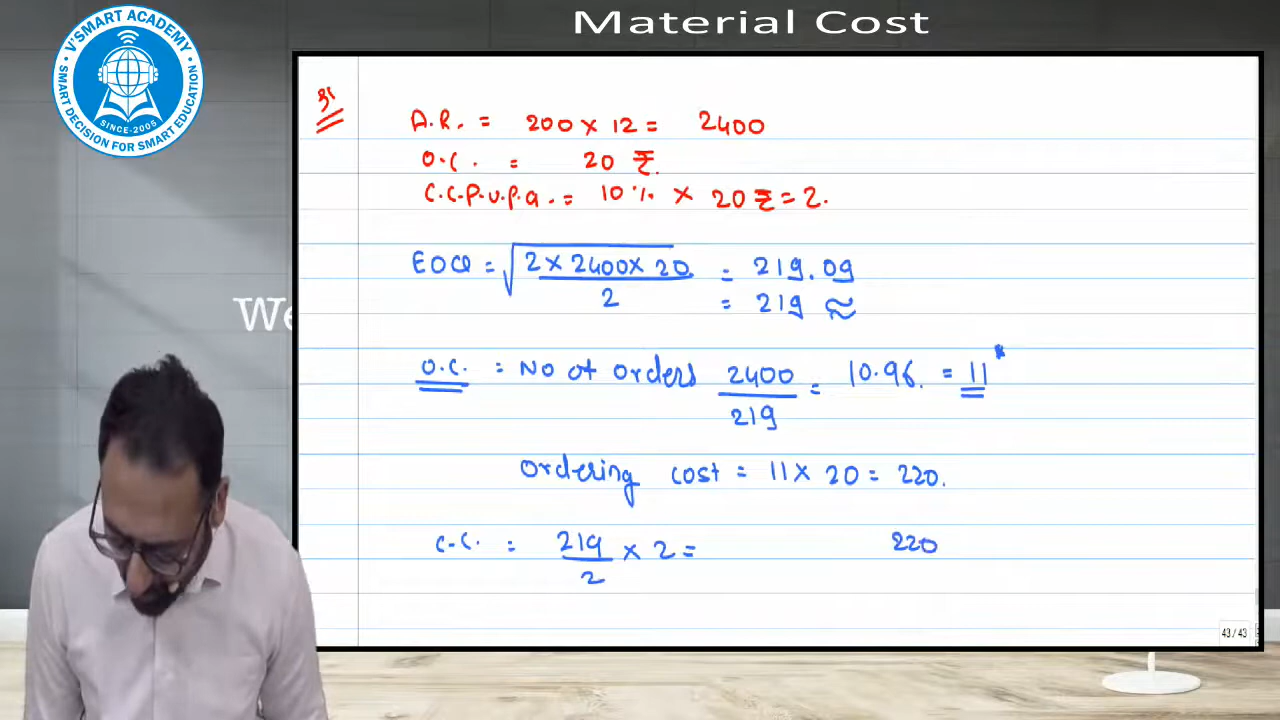 Material Cost
V'SMART ACADEMY
SMART DECISION FOR SMART EDUCATION
SINCE-2005
A.R. = 200 x 12 = 2400
O.C. = 20 ₹.
C.C.P.U.P.a. = 10% x 20 ₹ = 2.
EOQ = √2 x 2400 x 20 / 2 = 219.09
= 219 ≈
We
O.C. = No of orders 2400 / 219 = 10.96. = 11*
Ordering cost = 11 x 20 = 220.
C.C. = 219 / 2 x 2 = 220
43/43